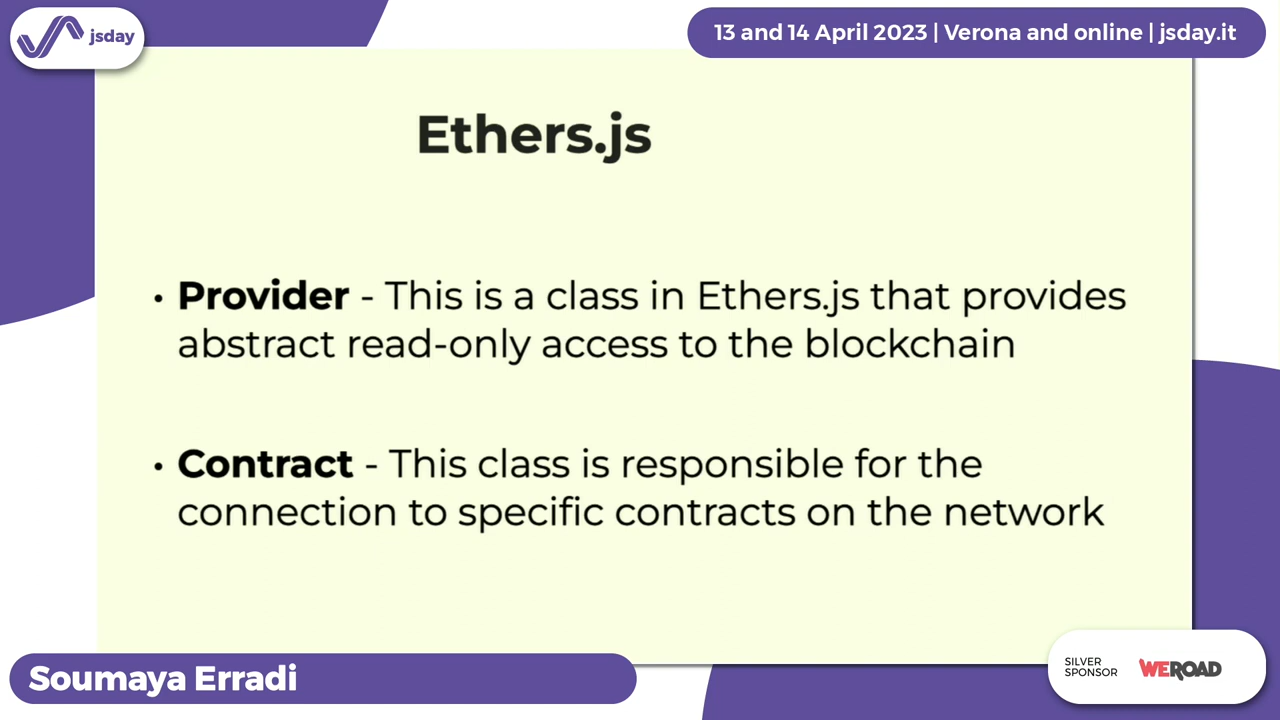 jsday
13 and 14 April 2023 | Verona and online | jsday.it
Ethers.js
• Provider - This is a class in Ethers.js that provides
abstract read-only access to the blockchain
• Contract - This class is responsible for the
connection to specific contracts on the network
Soumaya Erradi
SILVER
SPONSOR
WEROAD